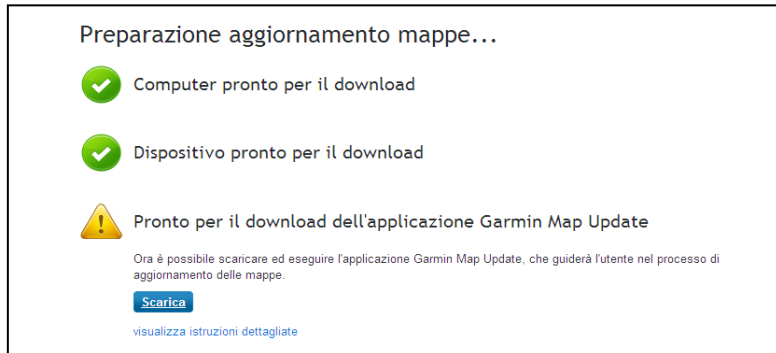 Preparazione aggiornamento mappe...
Computer pronto per il download
Dispositivo pronto per il download
Pronto per il download dell'applicazione Garmin Map Update
Ora è possibile scaricare ed eseguire l'applicazione Garmin Map Update, che guiderà l'utente nel processo di
aggiornamento delle mappe.
Scarica
visualizza istruzioni dettagliate